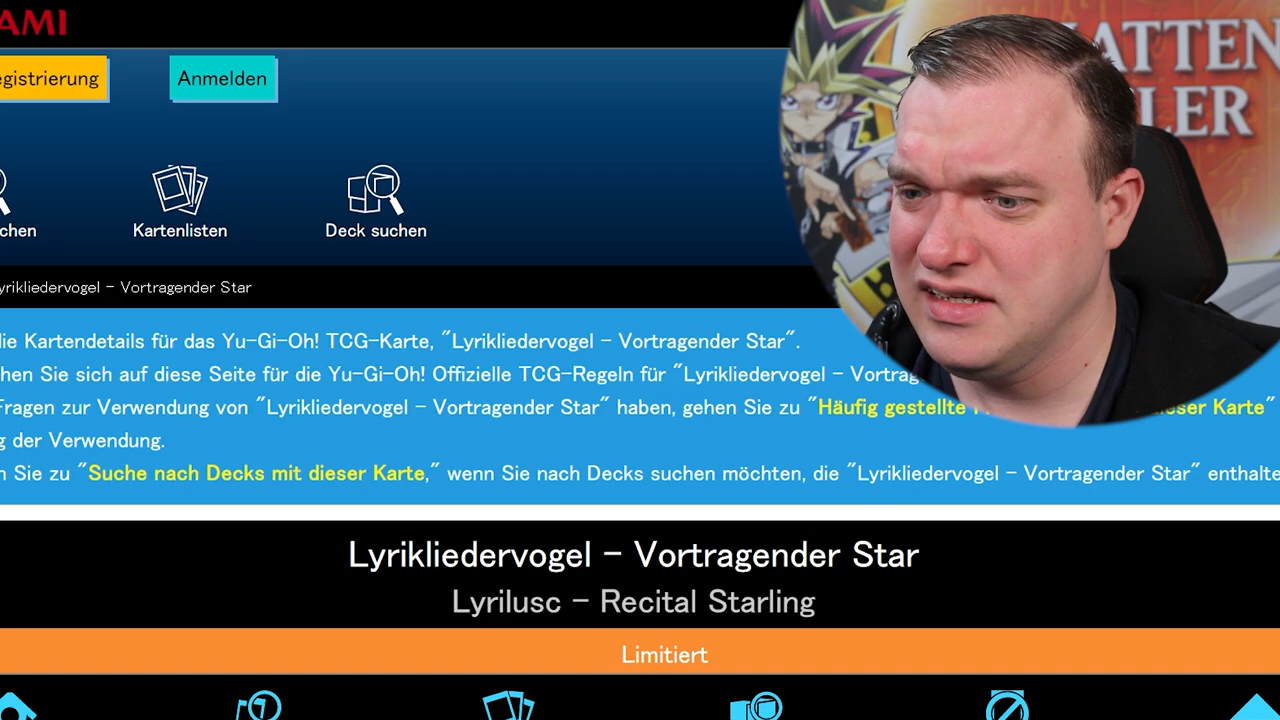 AMI
egistrierung
Anmelden
ATTEN
LER
chen
Kartenlisten
Deck suchen
yrikliedervogel - Vortragender Star
die Kartendetails für das Yu-Gi-Oh! TCG-Karte, "Lyrikliedervogel - Vortragender Star".
hen Sie sich auf diese Seite für die Yu-Gi-Oh! Offizielle TCG-Regeln für "Lyrikliedervogel - Vortrag
Fragen zur Verwendung von "Lyrikliedervogel - Vortragender Star" haben, gehen Sie zu "Häufig gestellte ieser Karte"
g der Verwendung.
n Sie zu "Suche nach Decks mit dieser Karte," wenn Sie nach Decks suchen möchten, die "Lyrikliedervogel - Vortragender Star" enthalte
Lyrikliedervogel - Vortragender Star
Lyrilusc - Recital Starling
Limitiert